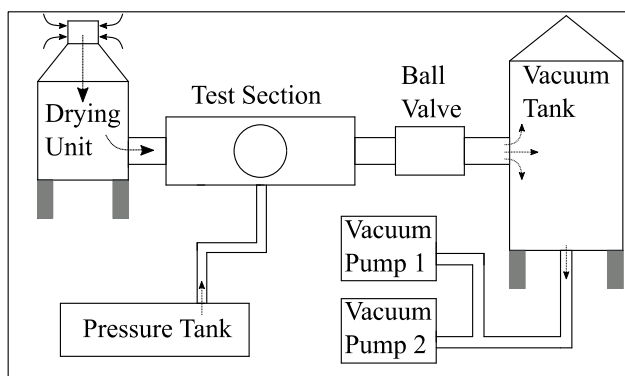 Drying
Unit
Test Section
Ball
Valve
Vacuum
Tank
Vacuum
Pump 1
Vacuum
Pump 2
Pressure Tank